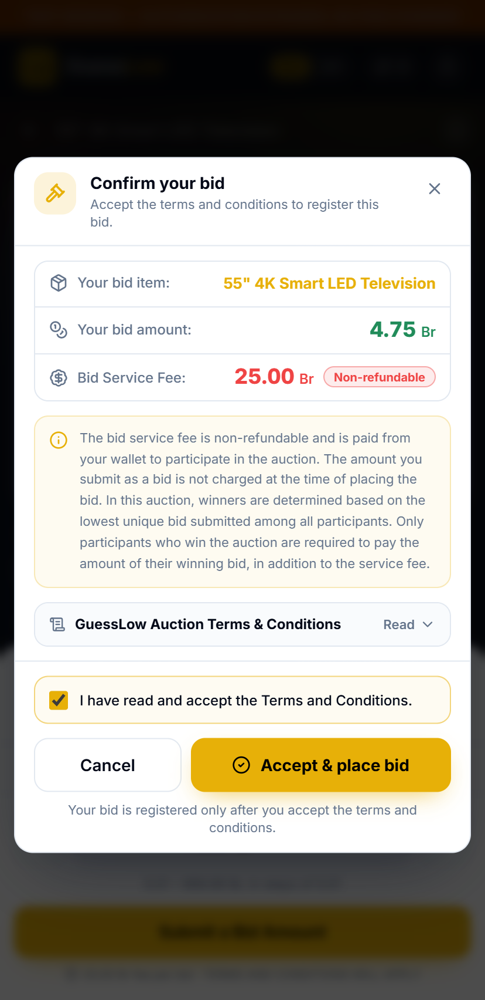 Confirm your bid
Accept the terms and conditions to register this
bid.
Your bid item: 55" 4K Smart LED Television
Your bid amount: 4.75 Br
Bid Service Fee: 25.00 Br Non-refundable
The bid service fee is non-refundable and is paid from
your wallet to participate in the auction. The amount you
submit as a bid is not charged at the time of placing the
bid. In this auction, winners are determined based on the
lowest unique bid submitted among all participants. Only
participants who win the auction are required to pay the
amount of their winning bid, in addition to the service fee.
GuessLow Auction Terms & Conditions Read
I have read and accept the Terms and Conditions.
Cancel Accept & place bid
Your bid is registered only after you accept the terms and
conditions.
Submit a Bid Amount